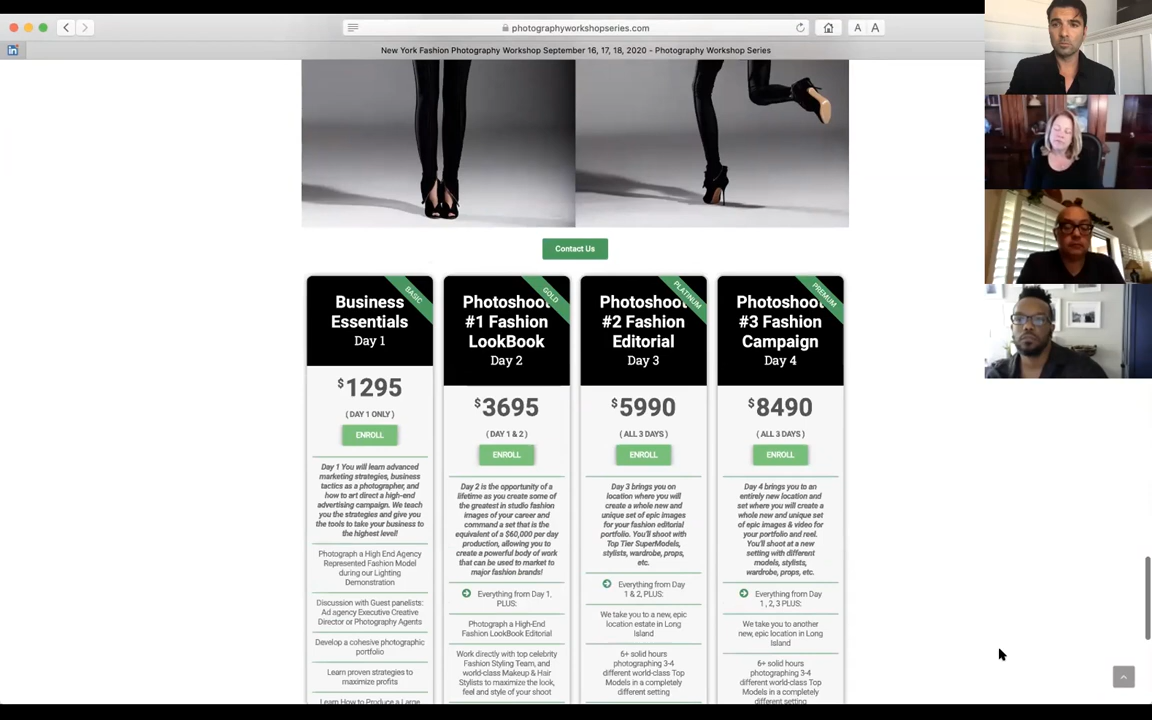 photographyworkshopseries.com
A A
in
New York Fashion Photography Workshop September 16, 17, 18, 2020 - Photography Workshop Series
Contact Us
BASIC
Business
Essentials
Day 1
$1295
( DAY 1 ONLY )
ENROLL
Day 1 You will learn advanced
marketing strategies, business
tactics as a photographer, and
how to art direct a high-end
advertising campaign. We teach
you the strategies and give you
the tools to take your business to
the highest level!
Photograph a High End Agency
Represented Fashion Model
during our Lighting
Demonstration
Discussion with Guest panelists:
Ad agency Executive Creative
Director or Photography Agents
Develop a cohesive photographic
portfolio
Learn proven strategies to
maximize profits
Learn How to Produce a Large
GOLD
Photoshoot
#1 Fashion
LookBook
Day 2
$3695
( DAY 1 & 2 )
ENROLL
Day 2 is the opportunity of a
lifetime as you create some of
the greatest in studio fashion
images of your career and
command a set that is the
equivalent of a $60,000 per day
production, allowing you to
create a powerful body of work
that can be used to market to
major fashion brands!
Everything from Day 1,
PLUS:
Photograph a High-End
Fashion LookBook Editorial
Work directly with top celebrity
Fashion Styling Team, and
world-class Makeup & Hair
Stylists to maximize the look,
feel and style of your shoot
PLATINUM
Photoshoot
#2 Fashion
Editorial
Day 3
$5990
( ALL 3 DAYS )
ENROLL
Day 3 brings you on
location where you will
create a whole new and
unique set of epic images
for your fashion editorial
portfolio. You'll shoot with
Top Tier SuperModels,
stylists, wardrobe, props,
etc.
Everything from Day
1 & 2, PLUS:
We take you to a new, epic
location estate in Long
Island
6+ solid hours
photographing 3-4
different world-class Top
Models in a completely
different setting
PREMIUM
Photoshoot
#3 Fashion
Campaign
Day 4
$8490
( ALL 3 DAYS )
ENROLL
Day 4 brings you to an
entirely new location and
set where you will create a
whole new and unique set
of epic images & video for
your portfolio and reel.
You'll shoot at a new
setting with different
models, stylists,
wardrobe, props, etc.
Everything from Day
1 , 2, 3 PLUS:
We take you to another
new, epic location in Long
Island
6+ solid hours
photographing 3-4
different world-class Top
Models in a completely
different setting